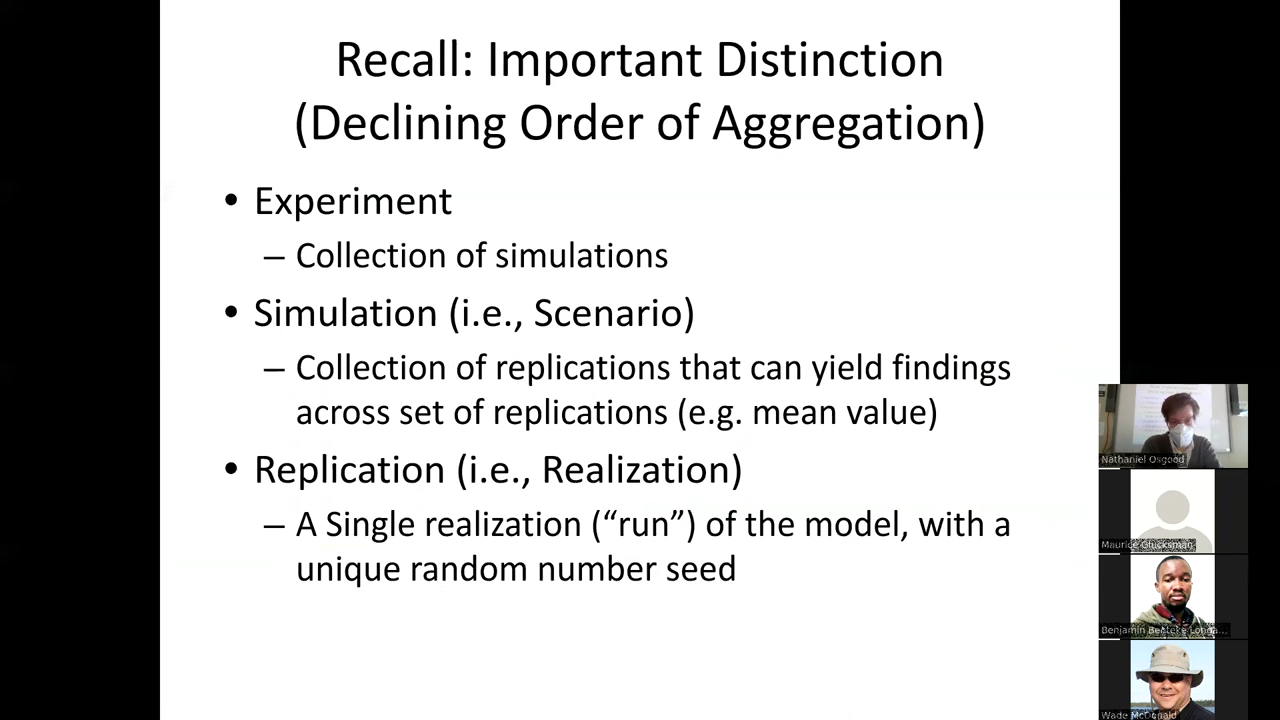 Recall: Important Distinction
(Declining Order of Aggregation)
• Experiment
– Collection of simulations
• Simulation (i.e., Scenario)
– Collection of replications that can yield findings
across set of replications (e.g. mean value)
• Replication (i.e., Realization)
– A Single realization (“run”) of the model, with a
unique random number seed
Nathaniel Osgood
Maurice Glucksman
Benjamin
Wade McDonald